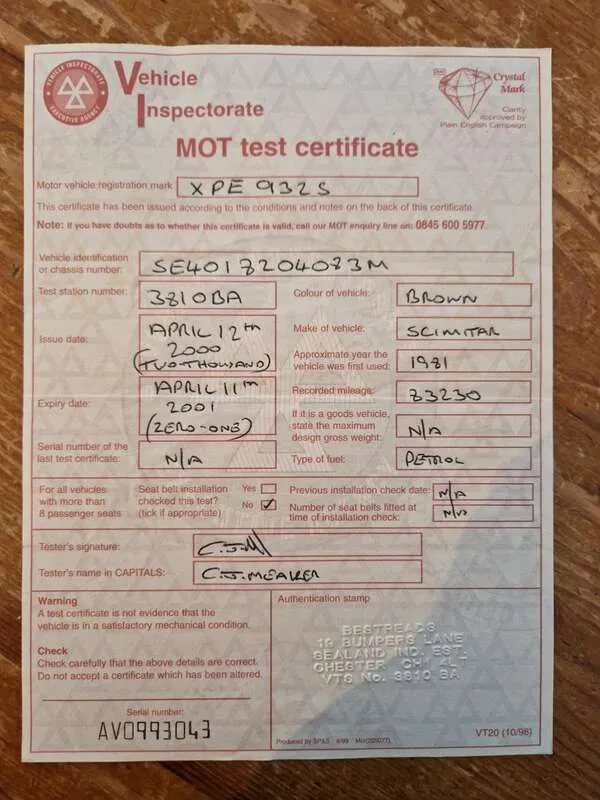 VEHICLE INSPECTORATE
EXECUTIVE AGENCY
Vehicle
Inspectorate
Crystal
Mark
Clarity
approved by
Plain English Campaign
MOT test certificate
Motor vehicle registration mark XPE 932S
This certificate has been issued according to the conditions and notes on the back of this certificate.
Note: If you have doubts as to whether this certificate is valid, call our MOT enquiry line on: 0845 600 5977
Vehicle identification
or chassis number:
Test station number: 3810BA
Colour of vehicle: BROWN
Issue date: APRIL 12th
2000
(TWO-THOUSAND)
Make of vehicle: SCIMITAR
Approximate year the
vehicle was first used: 1981
Expiry date: APRIL 11th
2001
(ZERO-ONE)
Recorded mileage: 83230
If it is a goods vehicle,
state the maximum
design gross weight: N/A
Serial number of the
last test certificate: N/A
Type of fuel: PETROL
For all vehicles
with more than
8 passenger seats
Seat belt installation
checked this test?
(tick if appropriate)
Yes
No ✓
Previous installation check date: N/A
Number of seat belts fitted at
time of installation check: N/A
Tester's signature:
Tester's name in CAPITALS: C.J.MEAKER
Warning
A test certificate is not evidence that the
vehicle is in a satisfactory mechanical condition.
Check
Check carefully that the above details are correct.
Do not accept a certificate which has been altered.
Serial number:
AV0993043
Authentication stamp
BESTREADS
19 BUMPERS LANE
SEALAND IND. EST.
CHESTER CH1 4LT
VTS No. 3810 BA
VT20 (10/98)